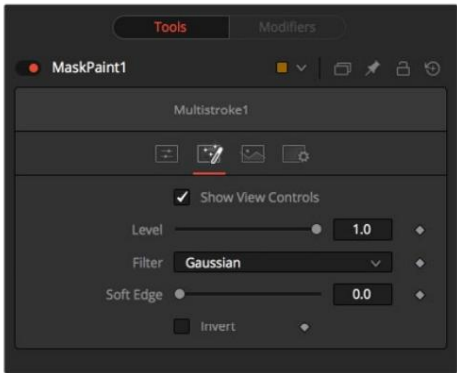 Tools Modifiers
MaskPaint1
Multistroke1
Show View Controls
Level 1.0
Filter Gaussian
Soft Edge 0.0
Invert